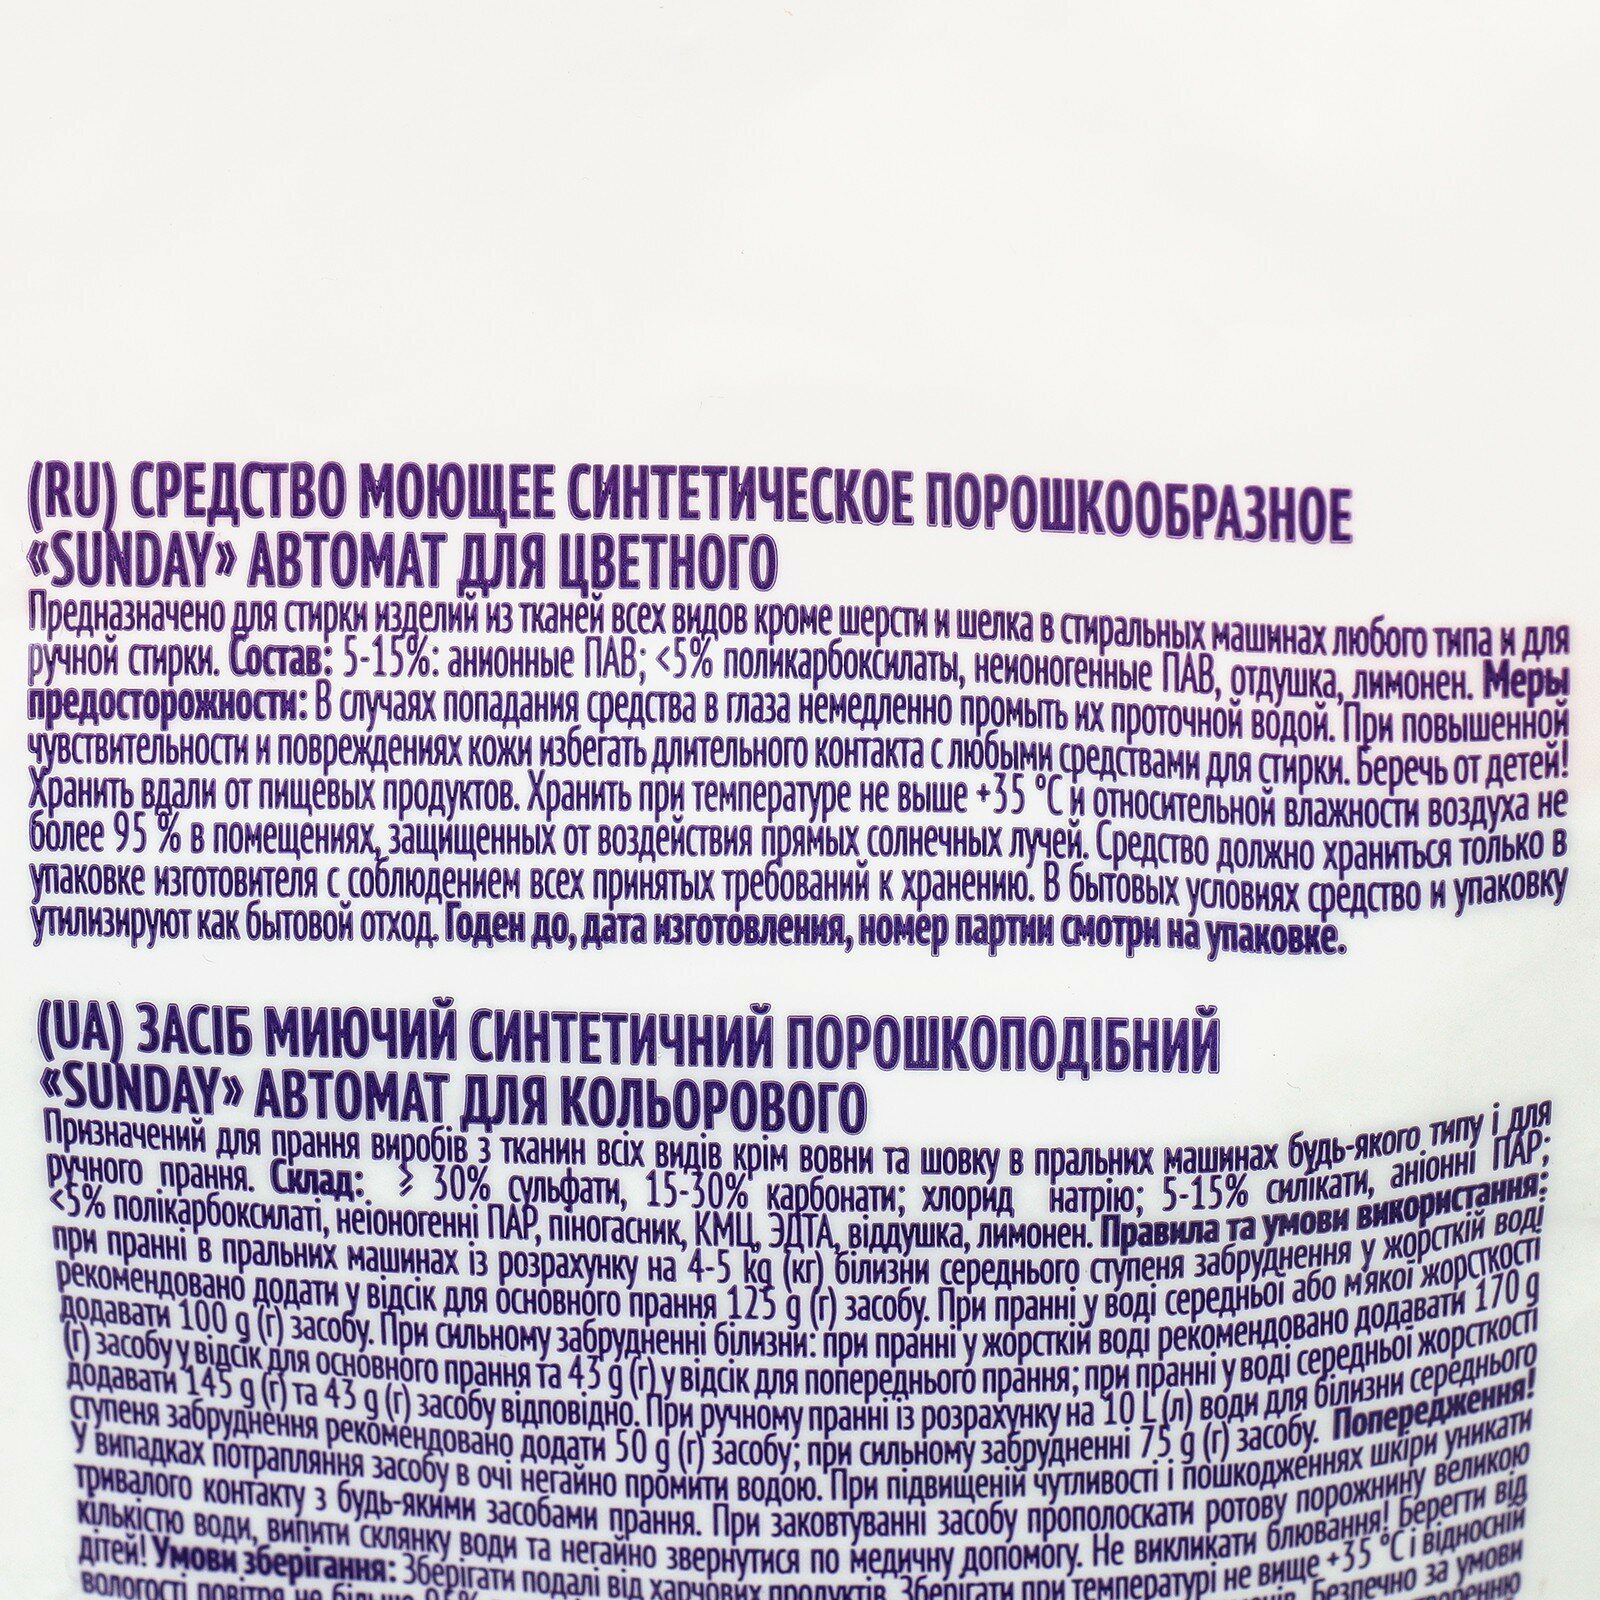 (RU) СРЕДСТВО МОЮЩЕЕ СИНТЕТИЧЕСКОЕ ПОРОШКООБРАЗНОЕ
«SUNDAY» АВТОМАТ ДЛЯ ЦВЕТНОГО
Предназначено для стирки изделий из тканей всех видов кроме шерсти и шелка в стиральных машинах любого типа и для
ручной стирки. Состав: 5-15%: анионные ПАВ; <5% поликарбоксилаты, неионогенные ПАВ, отдушка, лимонен. Меры
предосторожности: В случаях попадания средства в глаза немедленно промыть их проточной водой. При повышенной
чувствительности и повреждениях кожи избегать длительного контакта с любыми средствами для стирки. Беречь от детей!
Хранить вдали от пищевых продуктов. Хранить при температуре не выше +35 °С и относительной влажности воздуха не
более 95 % в помещениях, защищенных от воздействия прямых солнечных лучей. Средство должно храниться только в
упаковке изготовителя с соблюдением всех принятых требований к хранению. В бытовых условиях средство и упаковку
утилизируют как бытовой отход. Годен до, дата изготовления, номер партии смотри на упаковке.
(UA) ЗАСІБ МИЮЧИЙ СИНТЕТИЧНИЙ ПОРОШКОПОДІБНИЙ
«SUNDAY» АВТОМАТ ДЛЯ КОЛЬОРОВОГО
Призначений для прання виробів з тканин всіх видів крім вовни та шовку в пральних машинах будь-якого типу і для
ручного прання. Склад: ≥ 30% сульфати, 15-30% карбонати; хлорид натрію; 5-15% силікати, аніонні ПАР;
<5% полікарбоксилаті, неіоногенні ПАР, піногасник, КМЦ, ЭДТА, віддушка, лимонен. Правила та умови використання:
при пранні в пральних машинах із розрахунку на 4-5 kg (кг) білизни середнього ступеня забруднення у жорсткій воді
рекомендовано додати у відсік для основного прання 125 g (г) засобу. При пранні у воді середньої або м'якої жорсткості
додавати 100 g (г) засобу. При сильному забрудненні білизни: при пранні у жорсткій воді рекомендовано додавати 170 g
(г) засобу у відсік для основного прання та 43 g (г) у відсік для попереднього прання; при пранні у воді середньої жорсткості
додавати 145 g (г) та 43 g (г) засобу відповідно. При ручному пранні із розрахунку на 10 L (л) води для білизни середнього
ступеня забруднення рекомендовано додати 50 g (г) засобу; при сильному забрудненні 75 g (г) засобу. Попередження!
У випадках потрапляння засобу в очі негайно промити водою. При підвищеній чутливості і пошкодженнях шкіри уникати
тривалого контакту з будь-якими засобами прання. При заковтуванні засобу прополоскати ротову порожнину великою
кількістю води, випити склянку води та негайно звернутися по медичну допомогу. Не викликати блювання! Берегти від
дітей! Умови зберігання: Зберігати подалі від харчових продуктів. Зберігати при температурі не вище +35 °С і відносній
вологості повітря не більше 95% Безпечно за умови